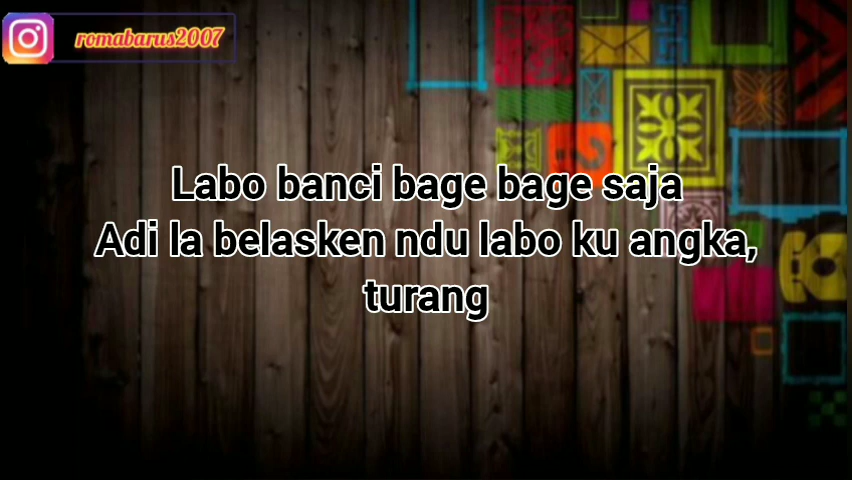 romabarus2007
Labo banci bage bage saja
Adi la belasken ndu labo ku angka,
turang